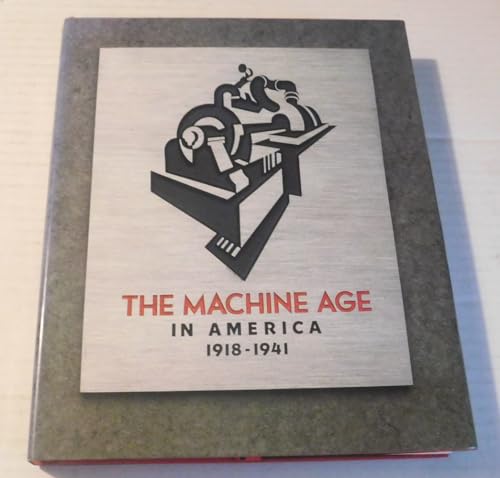 THE MACHINE AGE
IN AMERICA
1918-1941